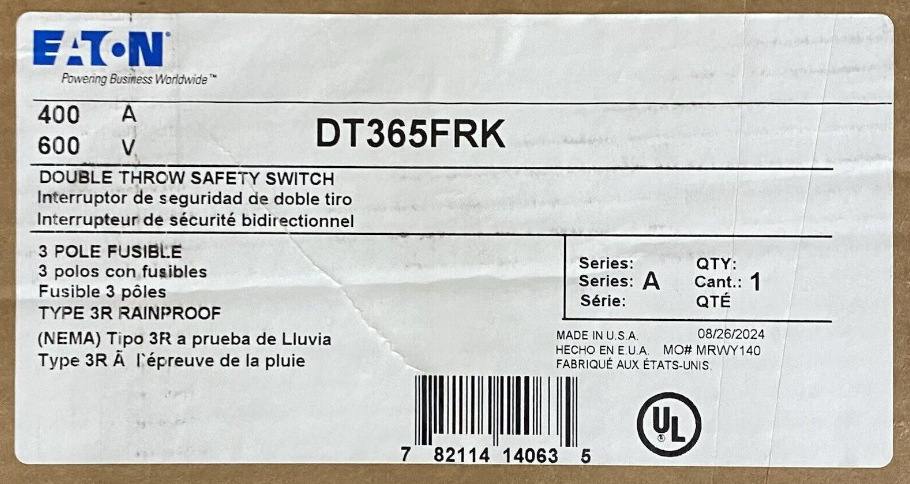 EATON
Powering Business Worldwide™
400 A
600 V
DT365FRK
DOUBLE THROW SAFETY SWITCH
Interruptor de seguridad de doble tiro
Interrupteur de sécurité bidirectionnel
3 POLE FUSIBLE
3 polos con fusibles
Fusible 3 pôles
TYPE 3R RAINPROOF
(NEMA) Tipo 3R a prueba de Lluvia
Type 3R Ã l'épreuve de la pluie
Series: QTY:
Series: A Cant.: 1
Série: QTÉ
MADE IN U.S.A. 08/26/2024
HECHO EN E.U.A. MO# MRWY140
FABRIQUÉ AUX ÉTATS-UNIS.
7 82114 14063 5
UL
®